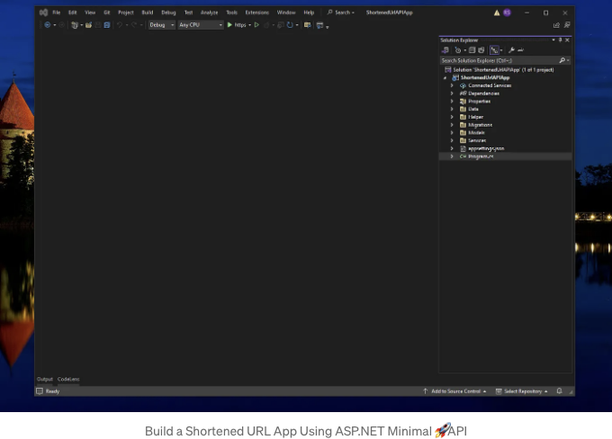 File Edit View Git Project Build Debug Test Analyze Tools Extensions Window Help Search ShortenedUrlAPIApp
Debug Any CPU https
Solution Explorer
Search Solution Explorer (Ctrl+;)
Solution 'ShortenedUrlAPIApp' (1 of 1 project)
ShortenedUrlAPIApp
Connected Services
Dependencies
Properties
Data
Helper
Migrations
Models
Services
appsettings.json
Program.cs
Output CodeLens
Ready Add to Source Control Select Repository
Build a Shortened URL App Using ASP.NET Minimal 🚀API